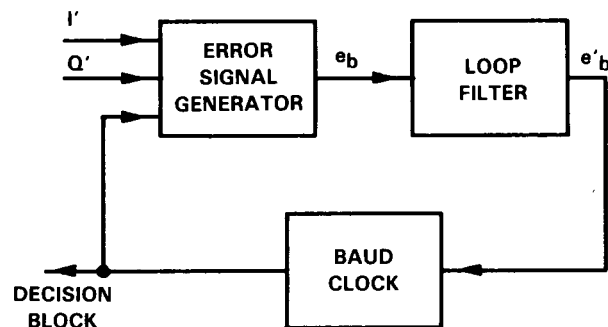 I'
Q'
ERROR
SIGNAL
GENERATOR
e_b
LOOP
FILTER
e'_b
BAUD
CLOCK
DECISION
BLOCK